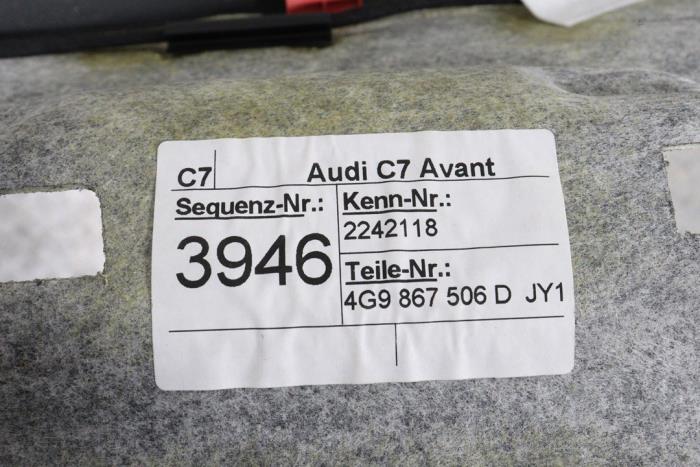 C7 Audi C7 Avant
Sequenz-Nr.: Kenn-Nr.:
3946 2242118
Teile-Nr.:
4G9 867 506 D JY1